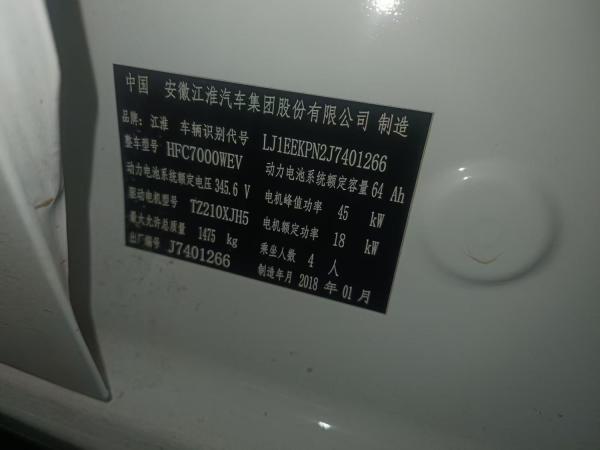 中国 安徽江淮汽车集团股份有限公司 制造
品牌: 江淮 车辆识别代号 LJ1EEKPN2J7401266
整车型号 HFC7000WEV 动力电池系统额定容量 64 Ah
动力电池系统额定电压 345.6 V 电机峰值功率 45 kW
驱动电机型号 TZ210XJH5 电机额定功率 18 kW
最大允许总质量 1475 kg 乘坐人数 4 人
出厂编号 J7401266 制造年月 2018 年 01 月